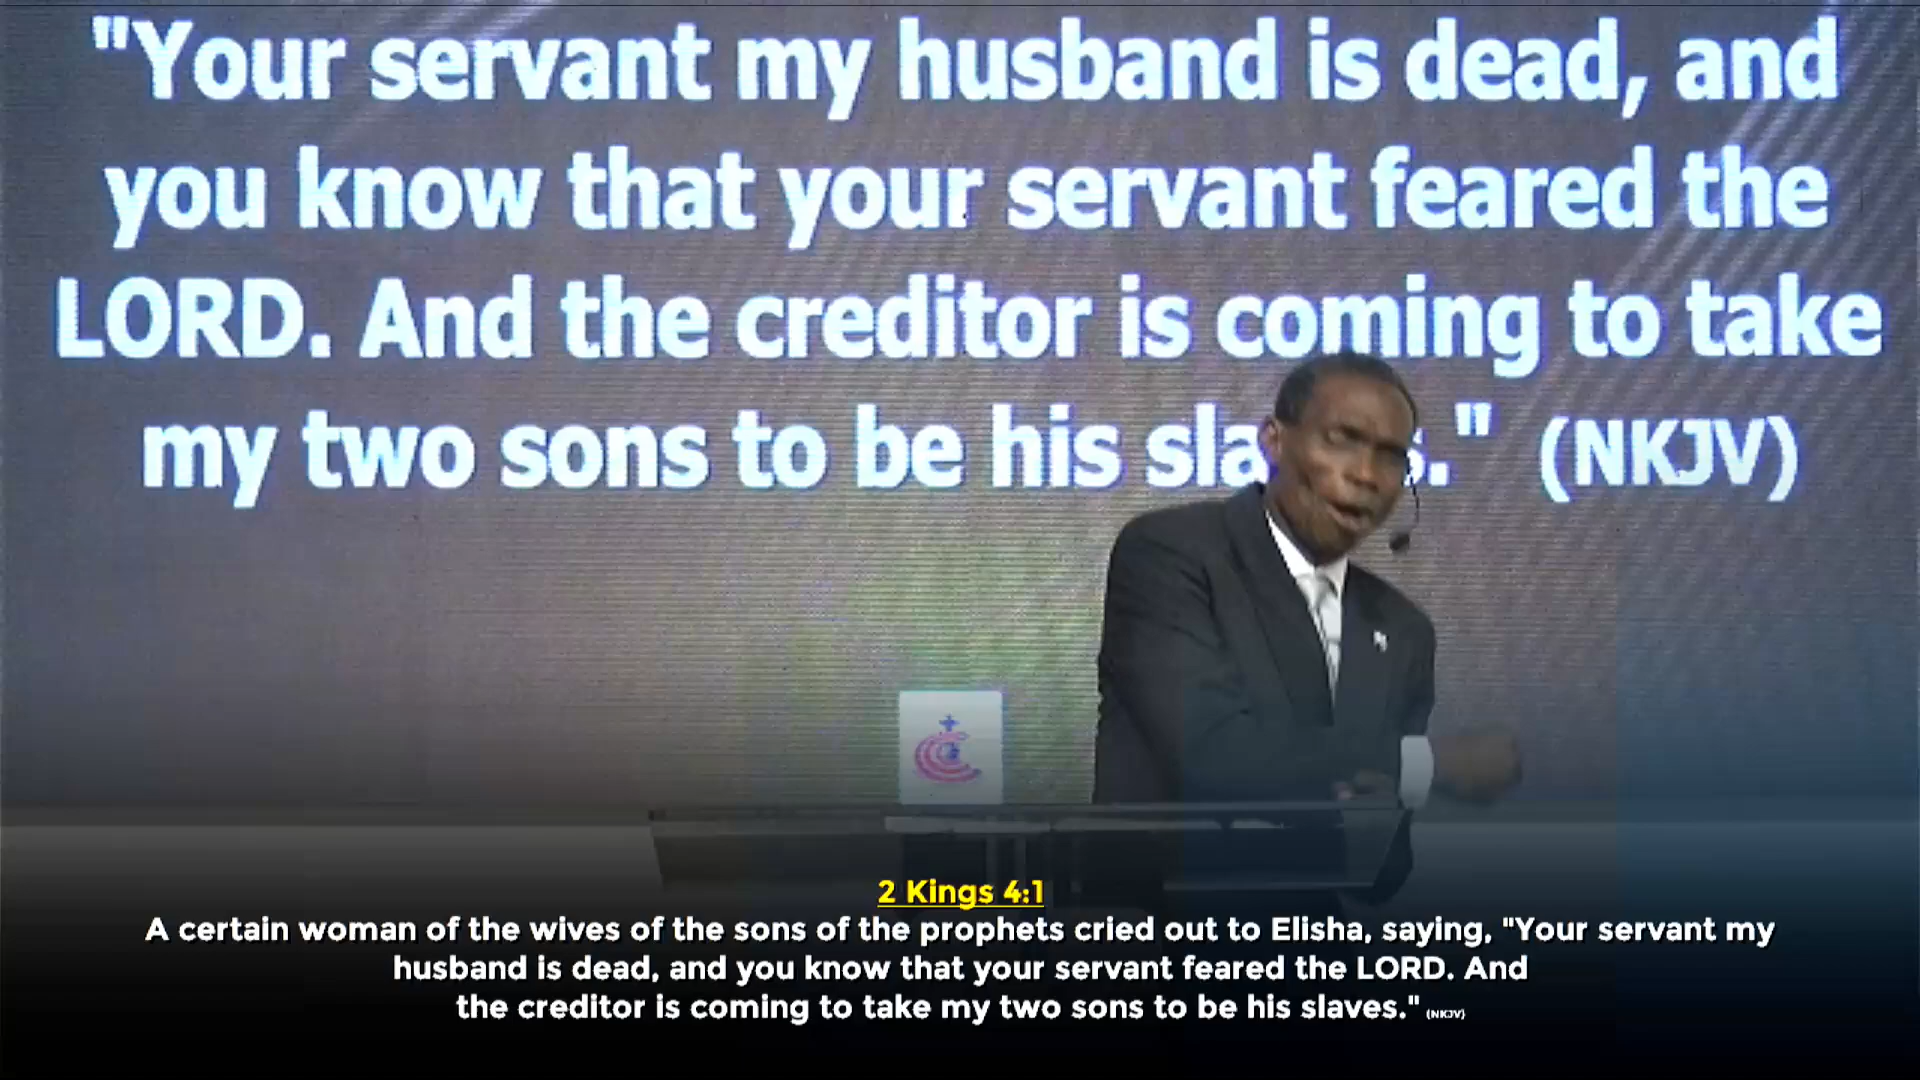 "Your servant my husband is dead, and
you know that your servant feared the
LORD. And the creditor is coming to take
my two sons to be his (NKJV)
2 Kings 4:1
A certain woman of the wives of the sons of the prophets cried out to Elisha, saying, "Your servant my
husband is dead, and you know that your servant feared the LORD. And
the creditor is coming to take my two sons to be his slaves." (NKJV)